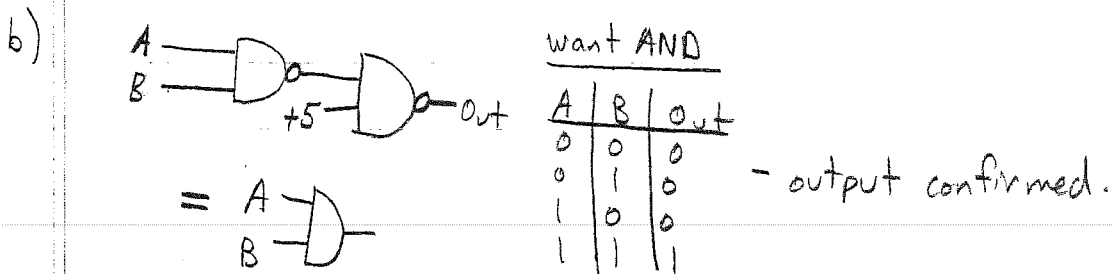 b)
A
B
+5
Out
= A
B
want AND
A B Out
0 0 0
0 1 0
1 0 0
1 1 1
- output confirmed.